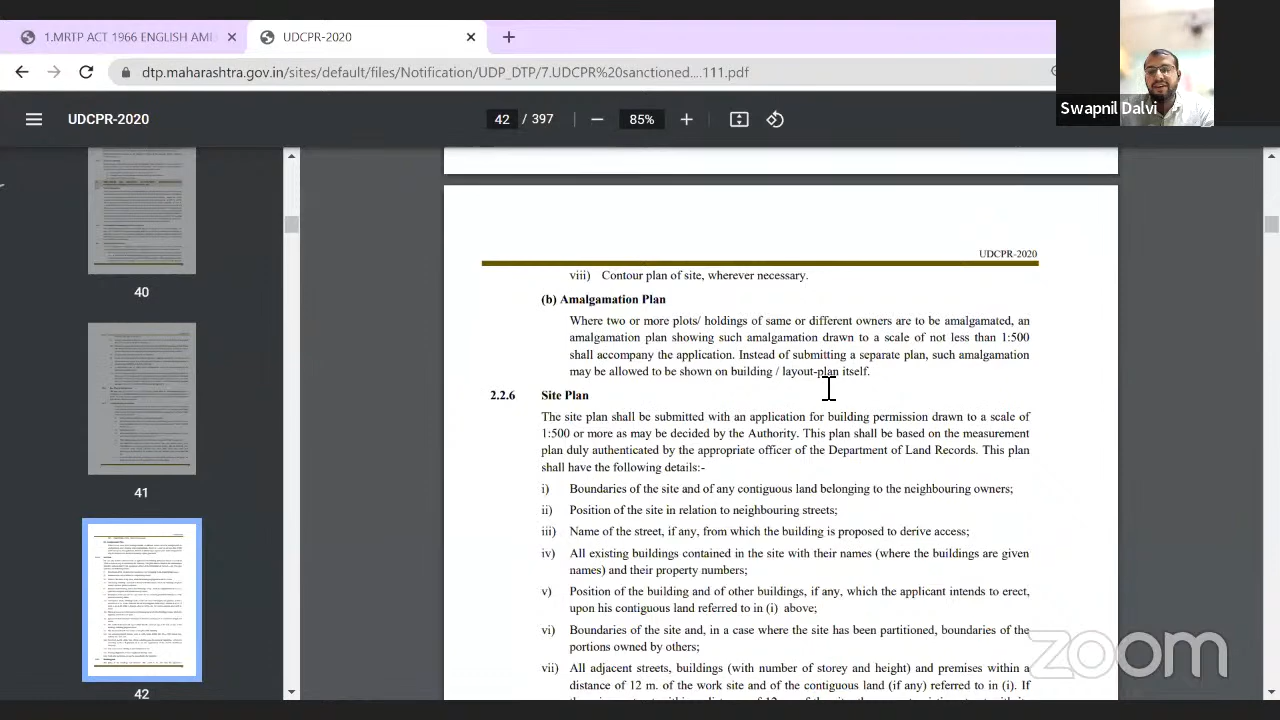 1.MRTP ACT 1966 ENGLISH AM
UDCPR-2020
dtp.maharashtra.gov.in/sites/default/files/Notification/UDP_DTP/7.UDCPR%20sanctioned....111.pdf
Swapnil Dalvi
UDCPR-2020
42 / 397
85%
40
41
42
UDCPR-2020
viii) Contour plan of site, wherever necessary.
(b) Amalgamation Plan
Where two or more plots/ holdings of same or different owners are to be amalgamated, an
amalgamation plan showing such amalgamation drawn to a scale of not less than 1:500
shall accompany the application. Instead of submitting a separate plan, such amalgamation
may be allowed to be shown on building / layout-plan itself.
2.2.6 Site Plan
The site plan shall be submitted with an application for building permission drawn to a scale of
or more as may be decided by the Authority. This plan shall be based on the measurement
plan duly authenticated by the appropriate officer of the Department of Land Records. This plan
shall have the following details:-
i) Boundaries of the site and of any contiguous land belonging to the neighbouring owners;
ii) Position of the site in relation to neighbouring streets;
iii) Name of the street, if any, from which the building is proposed to derive access;
iv) All existing buildings contained in the site with their names (where the buildings are given
names) and their property numbers;
v) Position of the building and of other buildings, if any, which the applicant intends to erect
upon his contiguous land referred to in (i) above;
of the site and, in a case where the site has been partitioned, boundaries of the
portions owned by others;
vii) All adjacent streets, buildings (with number of storey and height) and premises within a
distance of 12 m. of the work site and of the contiguous land (if any) referred to in (i). If
zoom